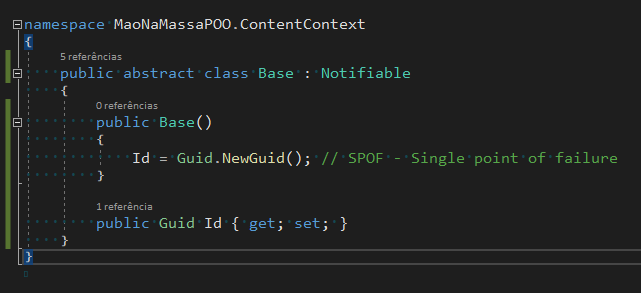 namespace MaoNaMassaPOO.ContentContext
{
5 referências
public abstract class Base : Notifiable
{
0 referências
public Base()
{
Id = Guid.NewGuid(); // SPOF - Single point of failure
}
1 referência
public Guid Id { get; set; }
}
}